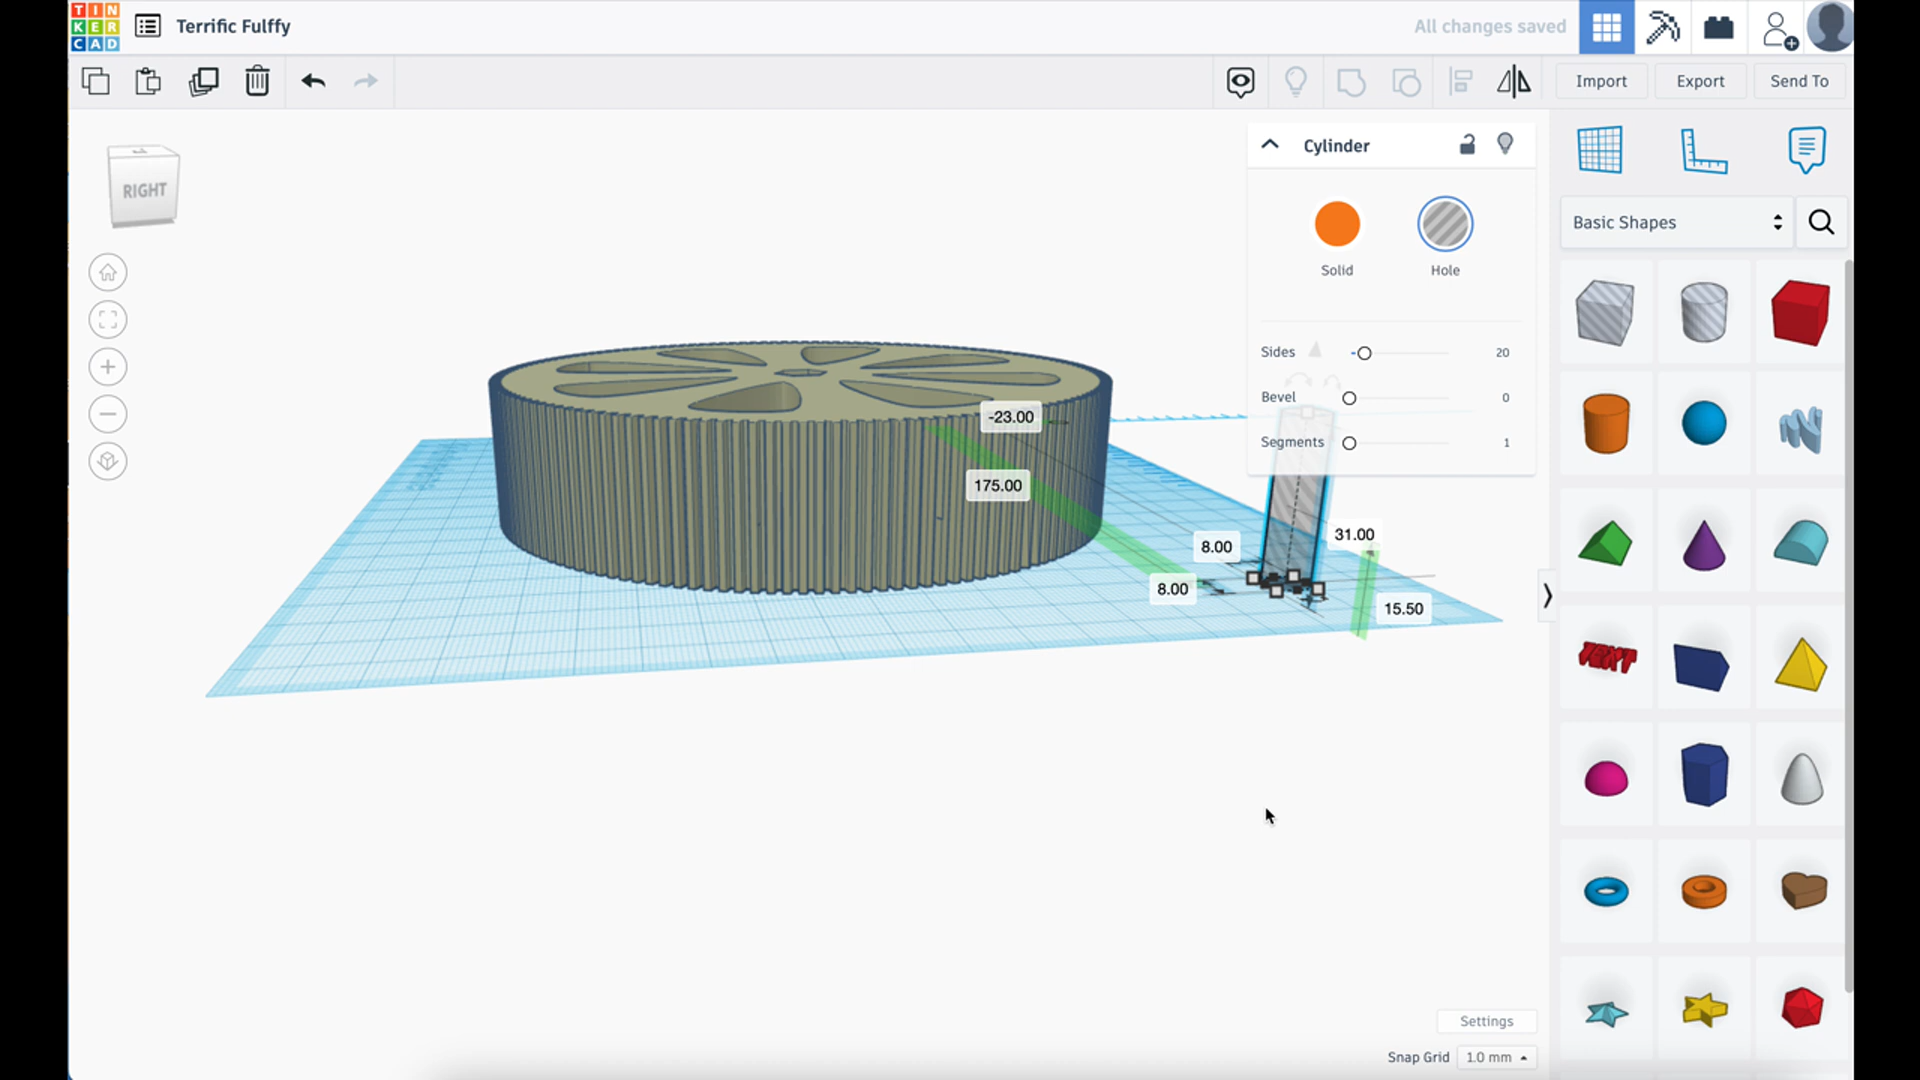 TIN
KER
CAD
Terrific Fulffy
All changes saved
Import
Export
Send To
RIGHT
Cylinder
Solid
Hole
Sides
20
Bevel
0
Segments
1
Basic Shapes
-23.00
175.00
8.00
31.00
8.00
15.50
TEXT
Settings
Snap Grid
1.0 mm